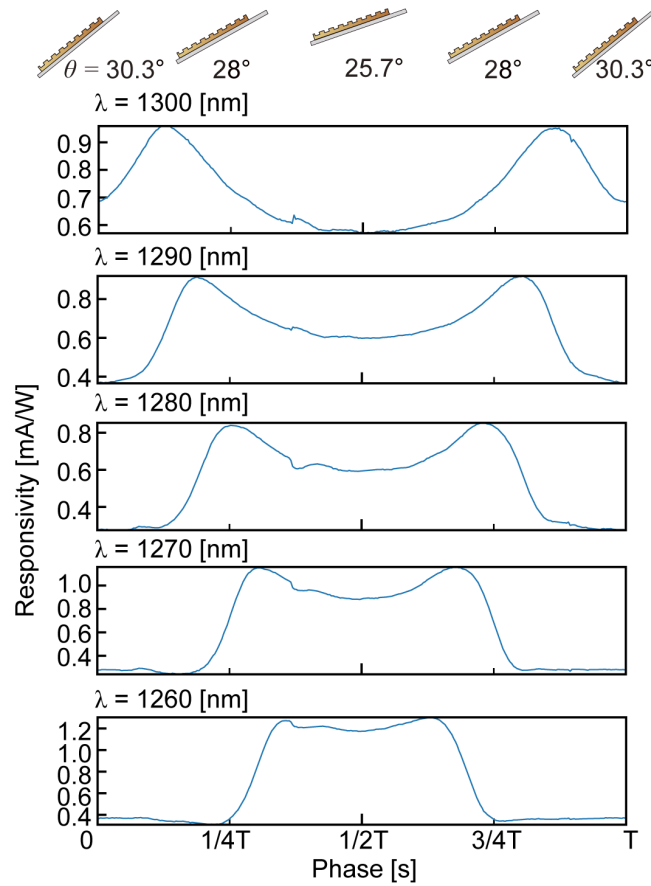 θ = 30.3° 28° 25.7° 28° 30.3°
λ = 1300 [nm]
0.9
0.8
0.7
0.6
λ = 1290 [nm]
0.8
0.6
0.4
λ = 1280 [nm]
0.8
0.6
0.4
λ = 1270 [nm]
1.0
0.8
0.6
0.4
λ = 1260 [nm]
1.2
1.0
0.8
0.6
0.4
Responsivity [mA/W]
0 1/4T 1/2T 3/4T T
Phase [s]